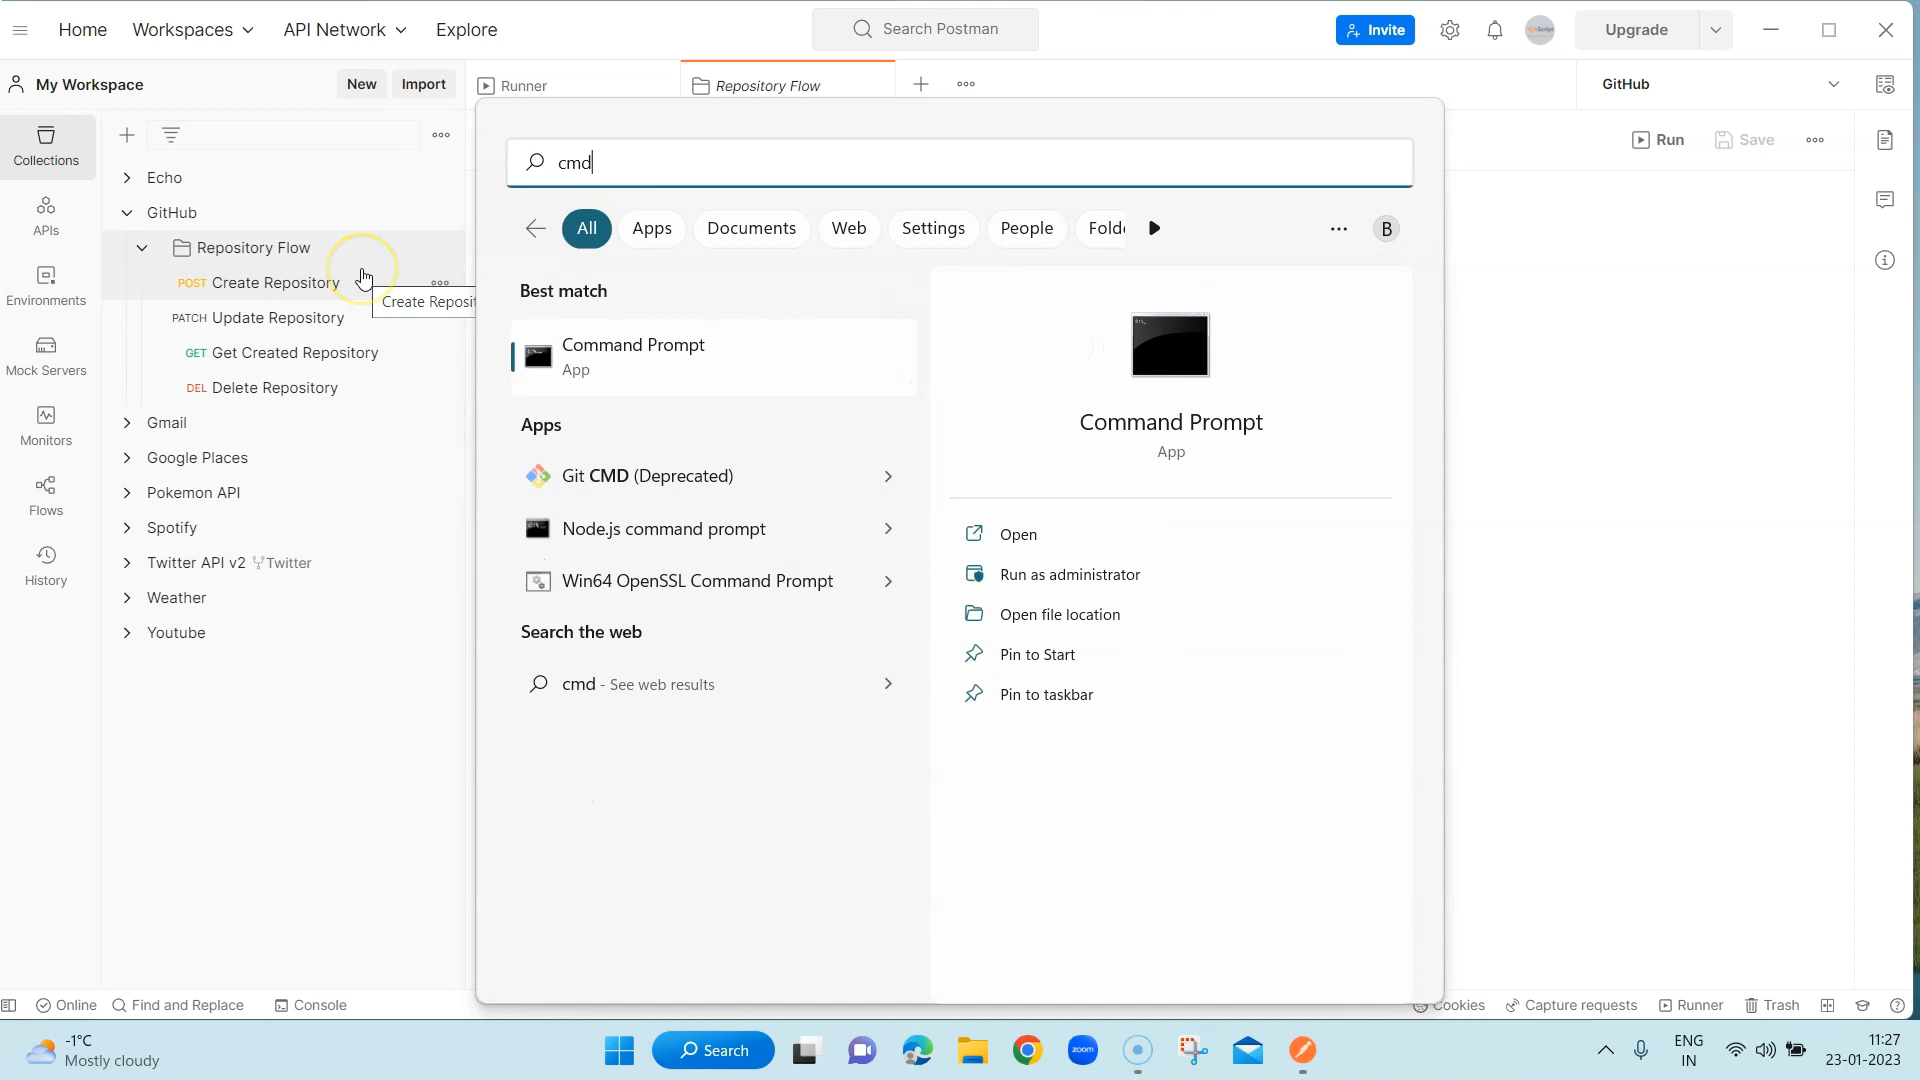 Home
Workspaces
API Network
Explore
Search Postman
Invite
Upgrade
My Workspace
New
Import
Runner
Repository Flow
GitHub
Collections
APIs
Environments
Mock Servers
Monitors
Flows
History
Echo
GitHub
Repository Flow
POST Create Repository
Create Reposit
PATCH Update Repository
GET Get Created Repository
DEL Delete Repository
Gmail
Google Places
Pokemon API
Spotify
Twitter API v2 Twitter
Weather
Youtube
Run
Save
cmd
All
Apps
Documents
Web
Settings
People
Folde
B
Best match
Command Prompt
App
Apps
Git CMD (Deprecated)
Node.js command prompt
Win64 OpenSSL Command Prompt
Search the web
cmd - See web results
Command Prompt
App
Open
Run as administrator
Open file location
Pin to Start
Pin to taskbar
Online
Find and Replace
Console
Cookies
Capture requests
Runner
Trash
-1°C
Mostly cloudy
Search
zoom
ENG
IN
11:27
23-01-2023